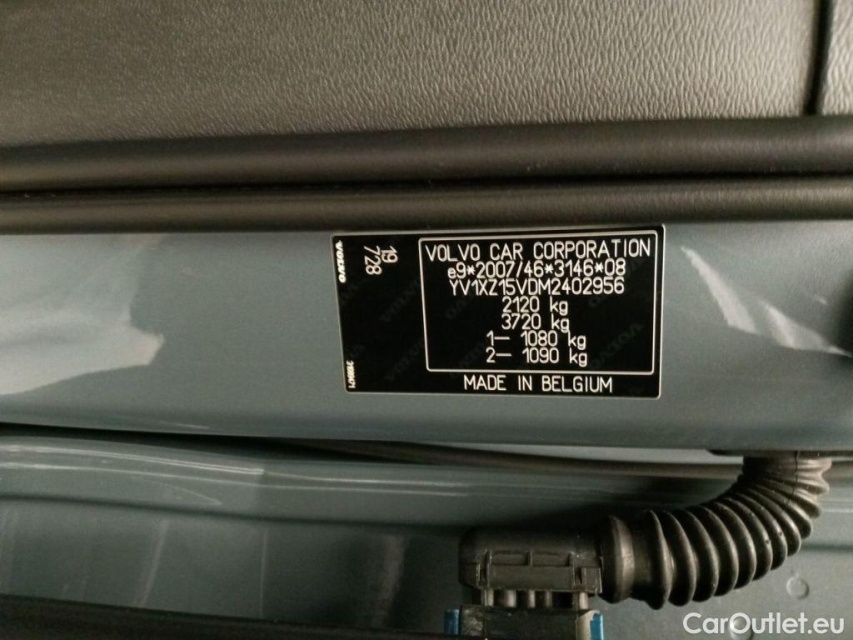 VOLVO
19
728
VOLVO CAR CORPORATION
e9*2007/46*3146*08
YV1XZ15VDM2402956
2120 kg
3720 kg
1– 1080 kg
2– 1090 kg
MADE IN BELGIUM
CarOutlet.eu